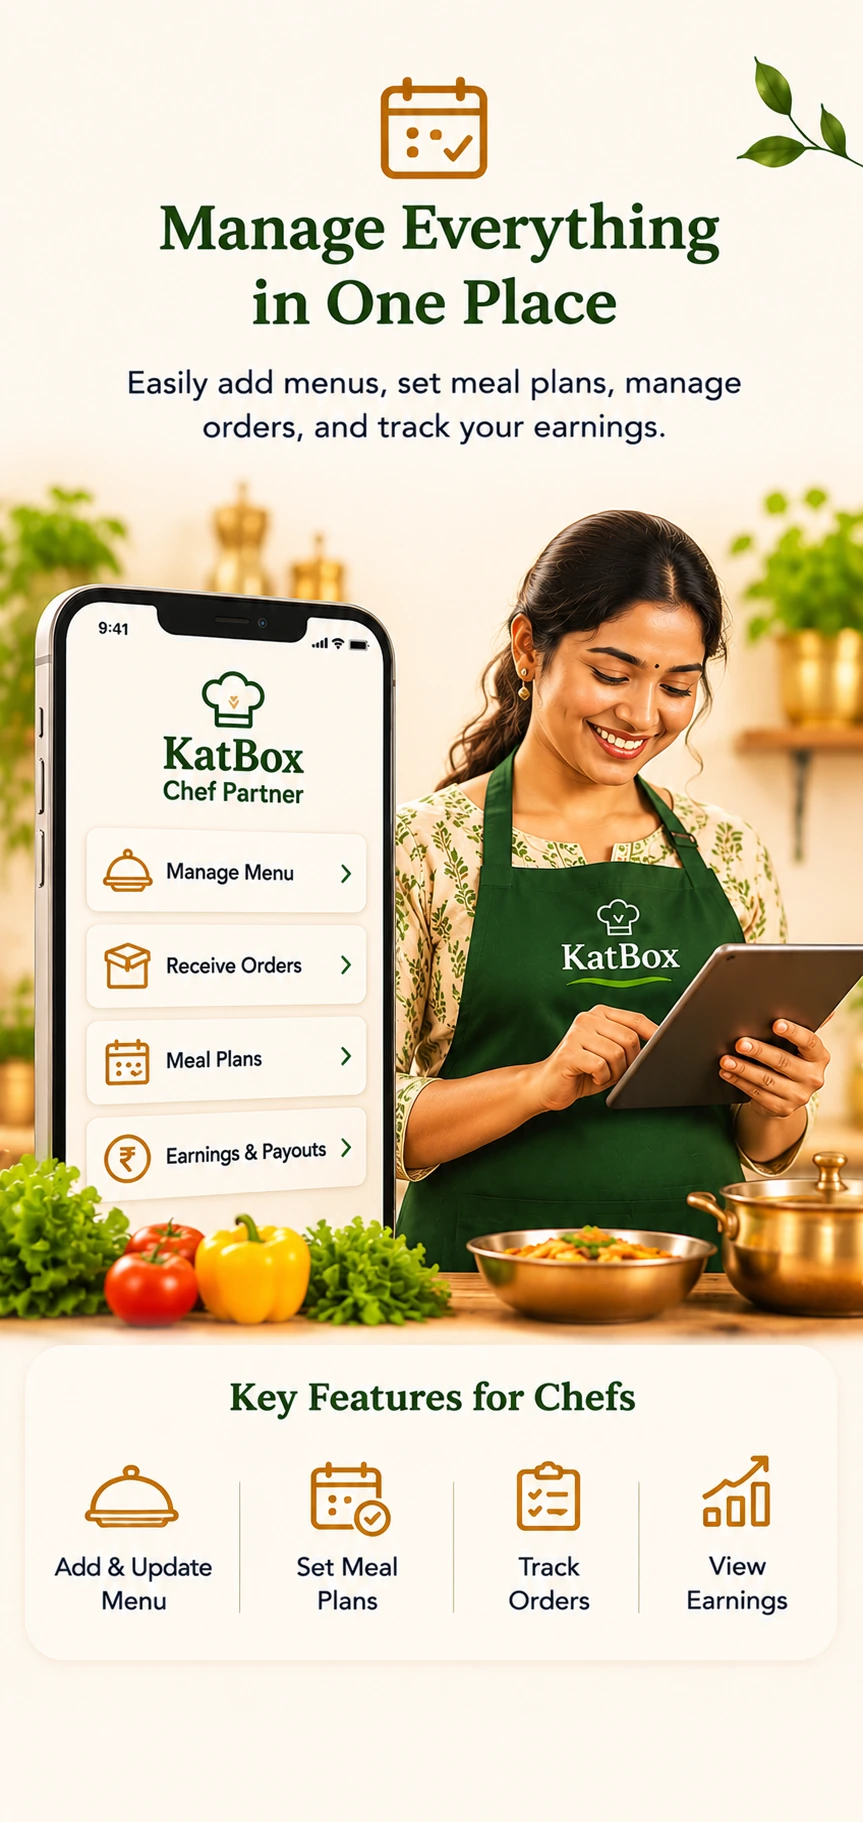 Manage Everything
in One Place
Easily add menus, set meal plans, manage
orders, and track your earnings.
9:41
KatBox
Chef Partner
Manage Menu
Receive Orders
Meal Plans
₹ Earnings & Payouts
KatBox
Key Features for Chefs
Add & Update
Menu
Set Meal
Plans
Track
Orders
View
Earnings